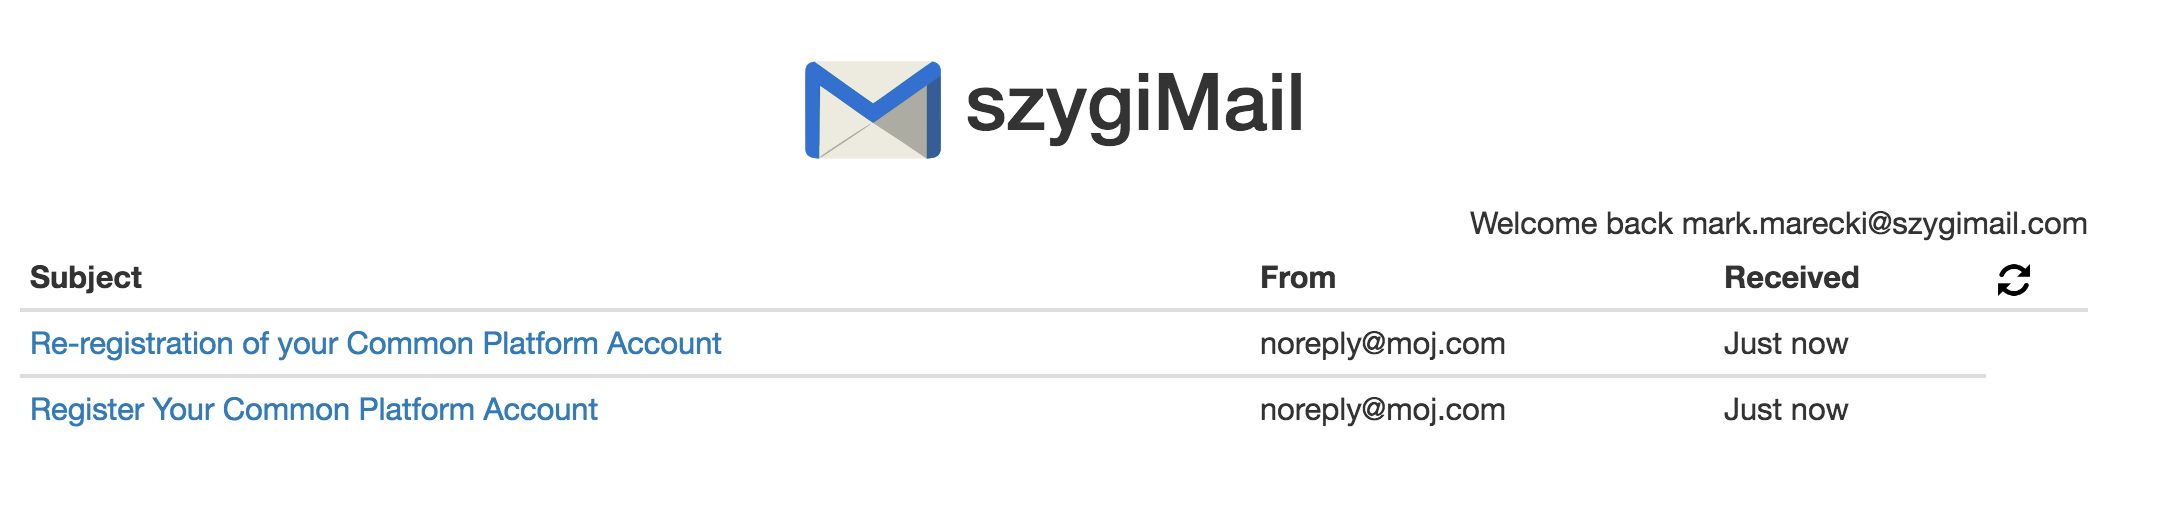 szygiMail
Welcome back mark.marecki@szygimail.com
Subject From Received
Re-registration of your Common Platform Account noreply@moj.com Just now
Register Your Common Platform Account noreply@moj.com Just now